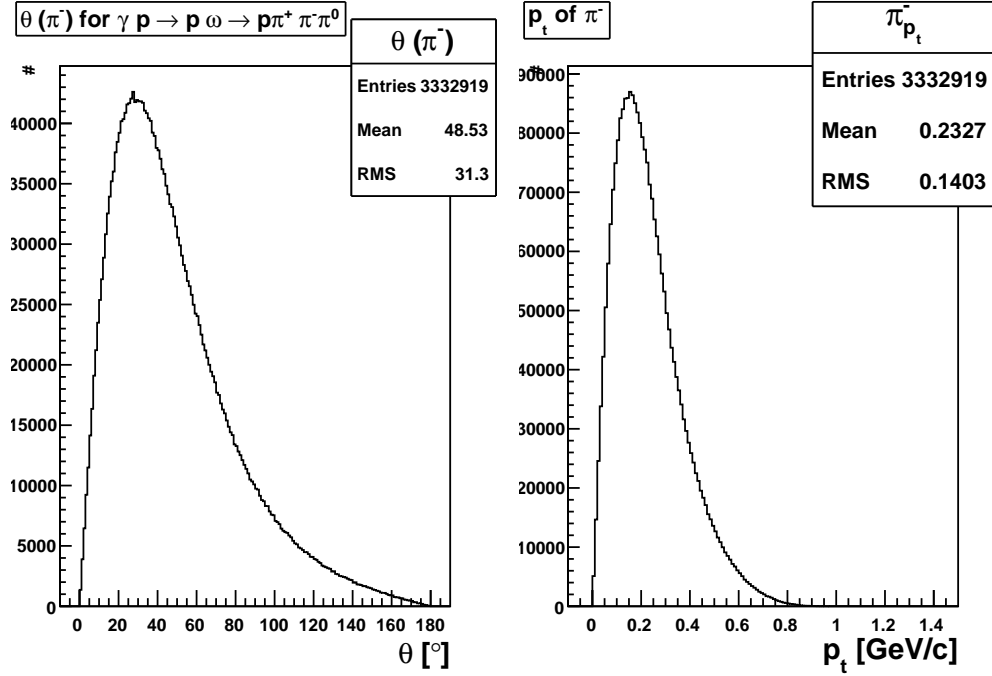 θ (π⁻) for γ p → p ω → pπ⁺ π⁻π⁰
θ (π⁻)
Entries 3332919
Mean 48.53
RMS 31.3
#
40000
35000
30000
25000
20000
15000
10000
5000
0
0 20 40 60 80 100 120 140 160 180
θ [°]
pₜ of π⁻
π⁻pₜ
Entries 3332919
Mean 0.2327
RMS 0.1403
#
90000
80000
70000
60000
50000
40000
30000
20000
10000
0
0 0.2 0.4 0.6 0.8 1 1.2 1.4
pₜ [GeV/c]